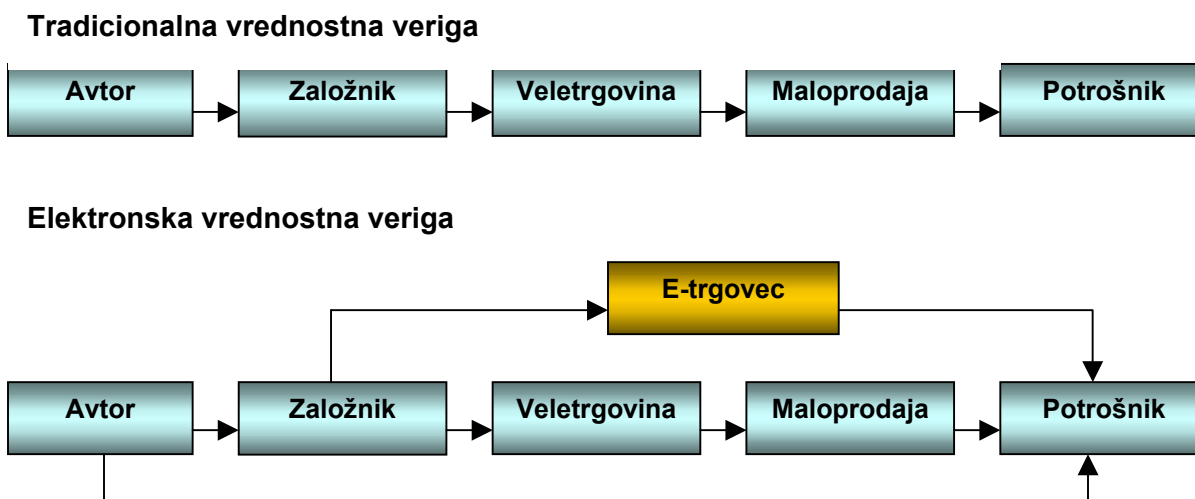 Tradicionalna vrednostna veriga
Avtor Založnik Veletrgovina Maloprodaja Potrošnik
Elektronska vrednostna veriga
E-trgovec
Avtor Založnik Veletrgovina Maloprodaja Potrošnik